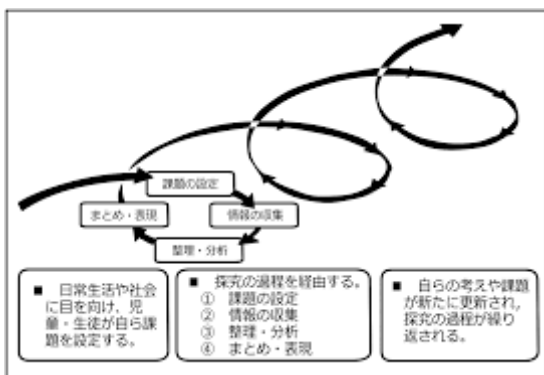 課題の設定
まとめ・表現
情報の収集
整理・分析
■ 日常生活や社会
に目を向け，児
童・生徒が自ら課
題を設定する。
■ 探究の過程を経由する。
① 課題の設定
② 情報の収集
③ 整理・分析
④ まとめ・表現
■ 自らの考えや課題
が新たに更新され，
探究の過程が繰り
返される。